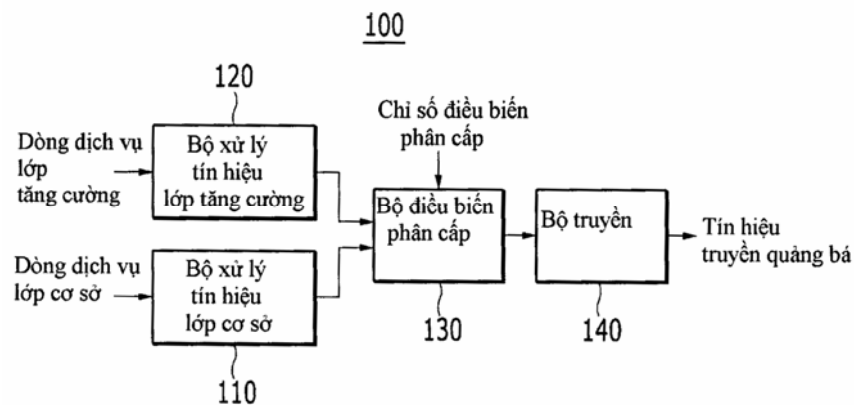 100
120
Dòng dịch vụ
lớp
tăng cường
Bộ xử lý
tín hiệu
lớp tăng cường
Chỉ số điều biến
phân cấp
Bộ điều biến
phân cấp
Bộ truyền
Tín hiệu
truyền quảng bá
Dòng dịch vụ
lớp cơ sở
Bộ xử lý
tín hiệu
lớp cơ sở
130
140
110